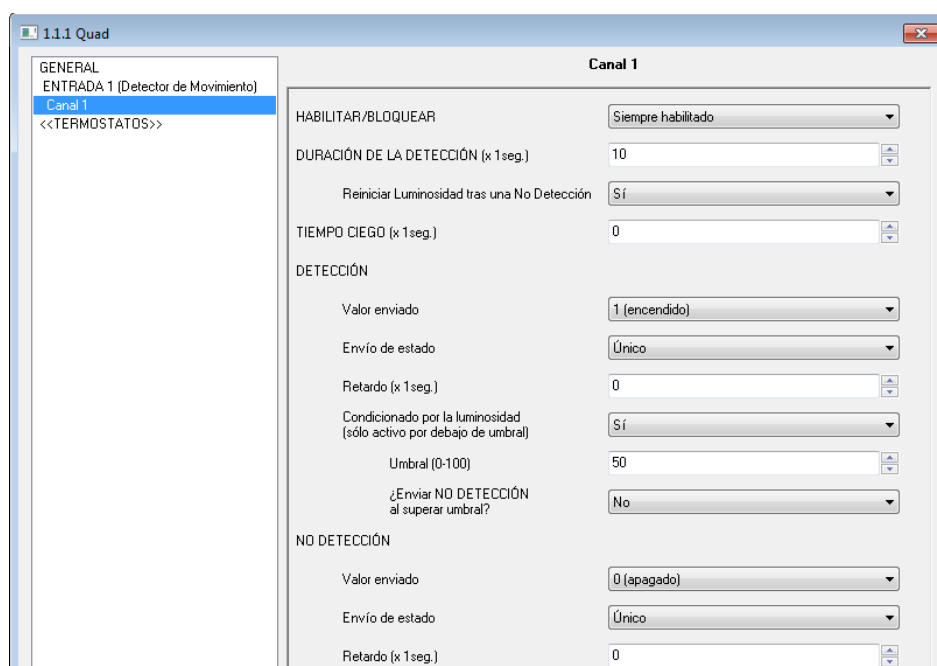 1.1.1 Quad
GENERAL
ENTRADA 1 (Detector de Movimiento)
Canal 1
<<TERMOSTATOS>>
Canal 1
HABILITAR/BLOQUEAR
Siempre habilitado
DURACIÓN DE LA DETECCIÓN (x 1seg.)
10
Reiniciar Luminosidad tras una No Detección
Sí
TIEMPO CIEGO (x 1seg.)
0
DETECCIÓN
Valor enviado
1 (encendido)
Envío de estado
Único
Retardo (x 1seg.)
0
Condicionado por la luminosidad
(sólo activo por debajo de umbral)
Sí
Umbral (0-100)
50
¿Enviar NO DETECCIÓN
al superar umbral?
No
NO DETECCIÓN
Valor enviado
0 (apagado)
Envío de estado
Único
Retardo (x 1seg.)
0